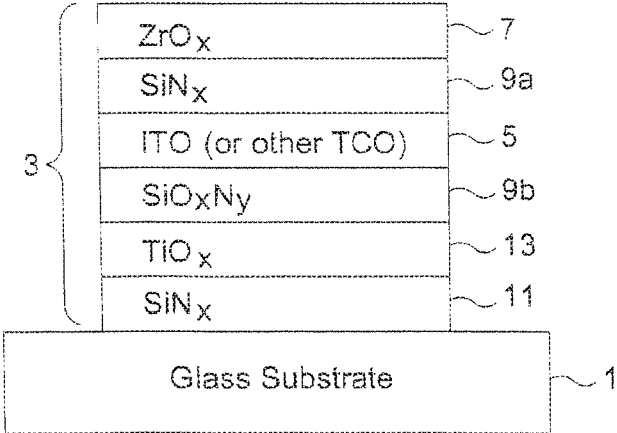 ZrOx 7
SiNx 9a
ITO (or other TCO) 5
3
SiOxNy 9b
TiOx 13
SiNx 11
Glass Substrate 1